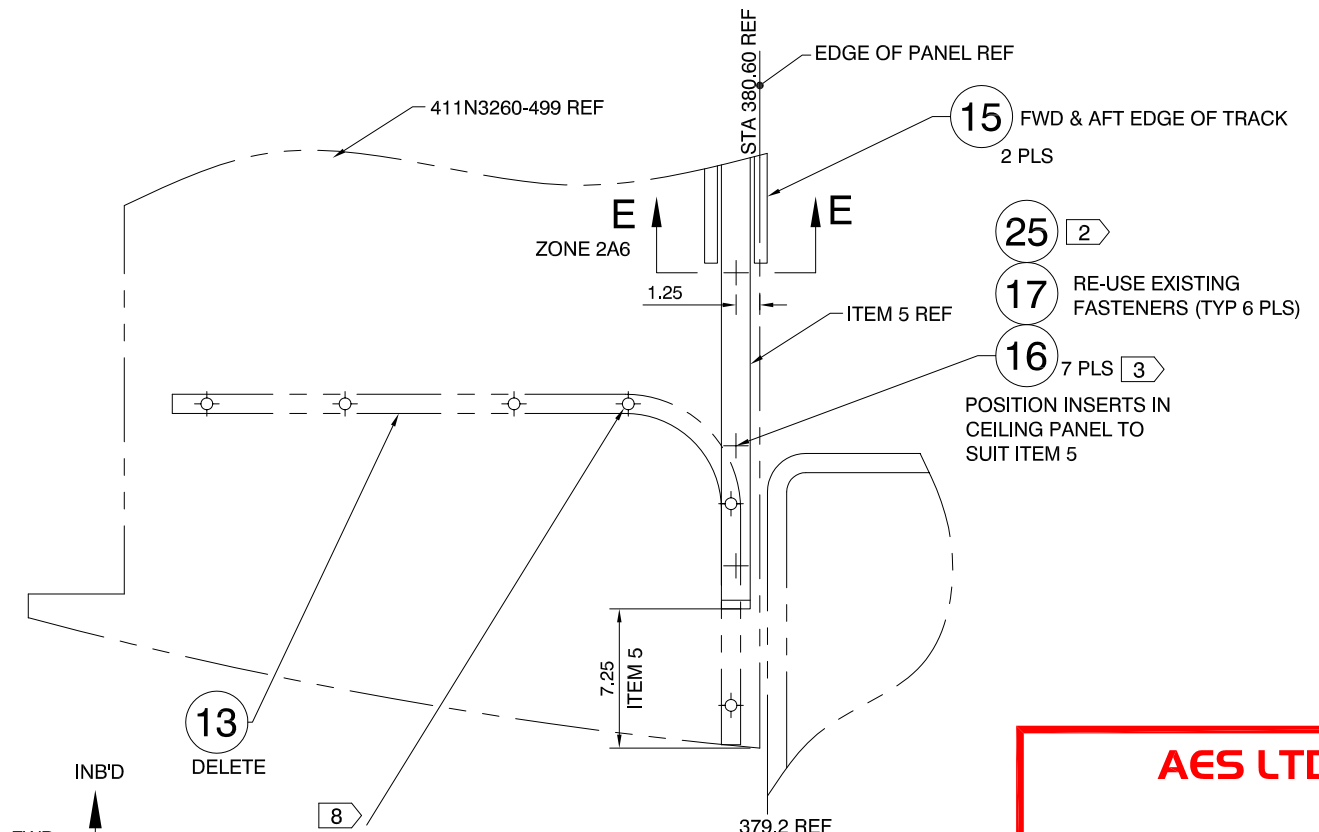 STA 380.60 REF
EDGE OF PANEL REF
411N3260-499 REF
15 FWD & AFT EDGE OF TRACK
2 PLS
E E
ZONE 2A6
25 2
17 RE-USE EXISTING
FASTENERS (TYP 6 PLS)
1.25
ITEM 5 REF
16 7 PLS 3
POSITION INSERTS IN
CEILING PANEL TO
SUIT ITEM 5
7.25
ITEM 5
13
DELETE
INB'D
8
379.2 REF
AES LTD